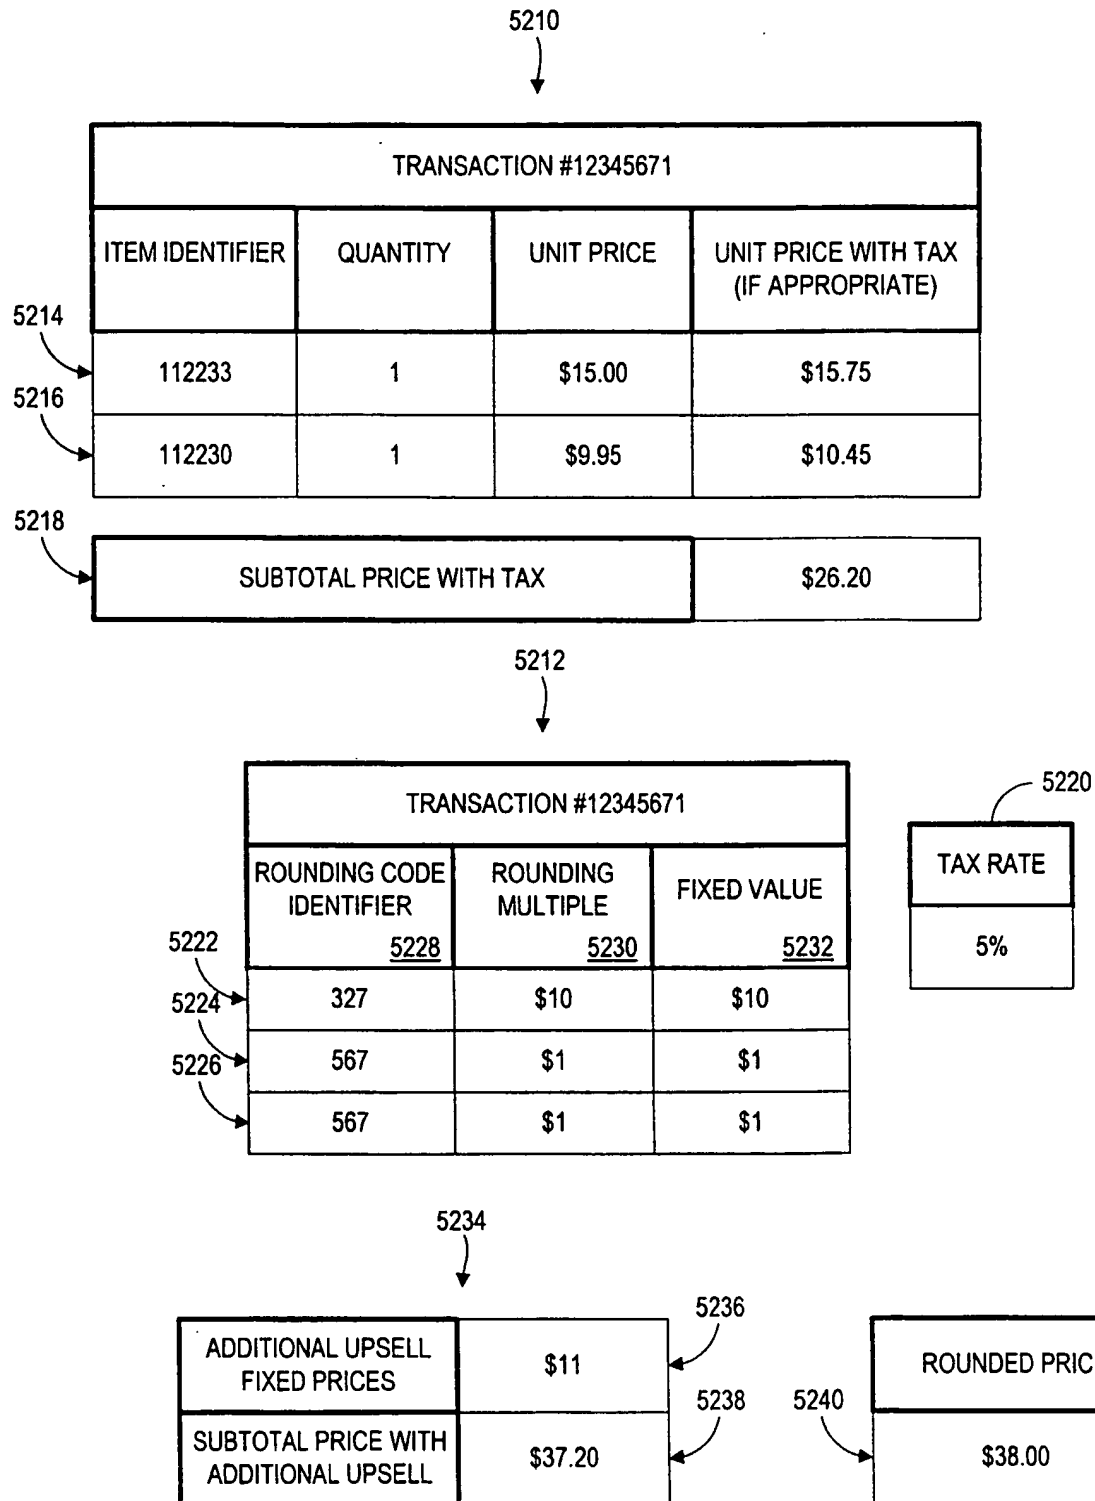 5210
TRANSACTION #12345671
ITEM IDENTIFIER QUANTITY UNIT PRICE UNIT PRICE WITH TAX
(IF APPROPRIATE)
5214
112233 1 $15.00 $15.75
5216
112230 1 $9.95 $10.45
5218
SUBTOTAL PRICE WITH TAX $26.20
5212
5220
TRANSACTION #12345671
TAX RATE
5%
ROUNDING CODE
IDENTIFIER
5228
ROUNDING
MULTIPLE
5230
FIXED VALUE
5232
5222
327 $10 $10
5224
567 $1 $1
5226
567 $1 $1
5234
5236
ADDITIONAL UPSELL
FIXED PRICES
$11
ROUNDED PRIC
5238
5240
SUBTOTAL PRICE WITH
ADDITIONAL UPSELL
$37.20
$38.00